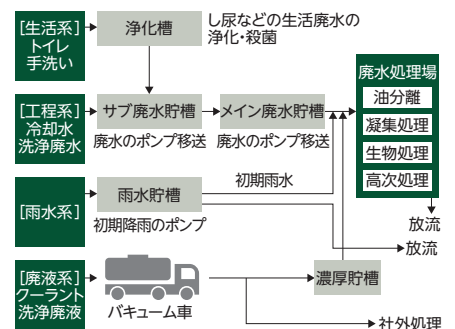 [生活系]
トイレ
手洗い
浄化槽
し尿などの生活廃水の
浄化・殺菌
[工程系]
冷却水
洗浄廃水
サブ廃水貯槽
廃水のポンプ移送
メイン廃水貯槽
廃水のポンプ移送
廃水処理場
油分離
凝集処理
生物処理
高次処理
放流
[雨水系]
雨水貯槽
初期降雨のポンプ
初期雨水
放流
[廃液系]
クーラント
洗浄廃液
バキューム車
濃厚貯槽
社外処理